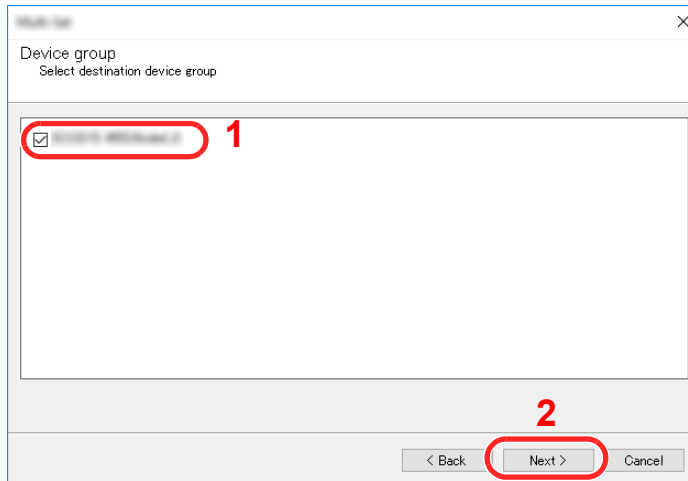 Device group
Select destination device group
1
2
< Back
Next >
Cancel